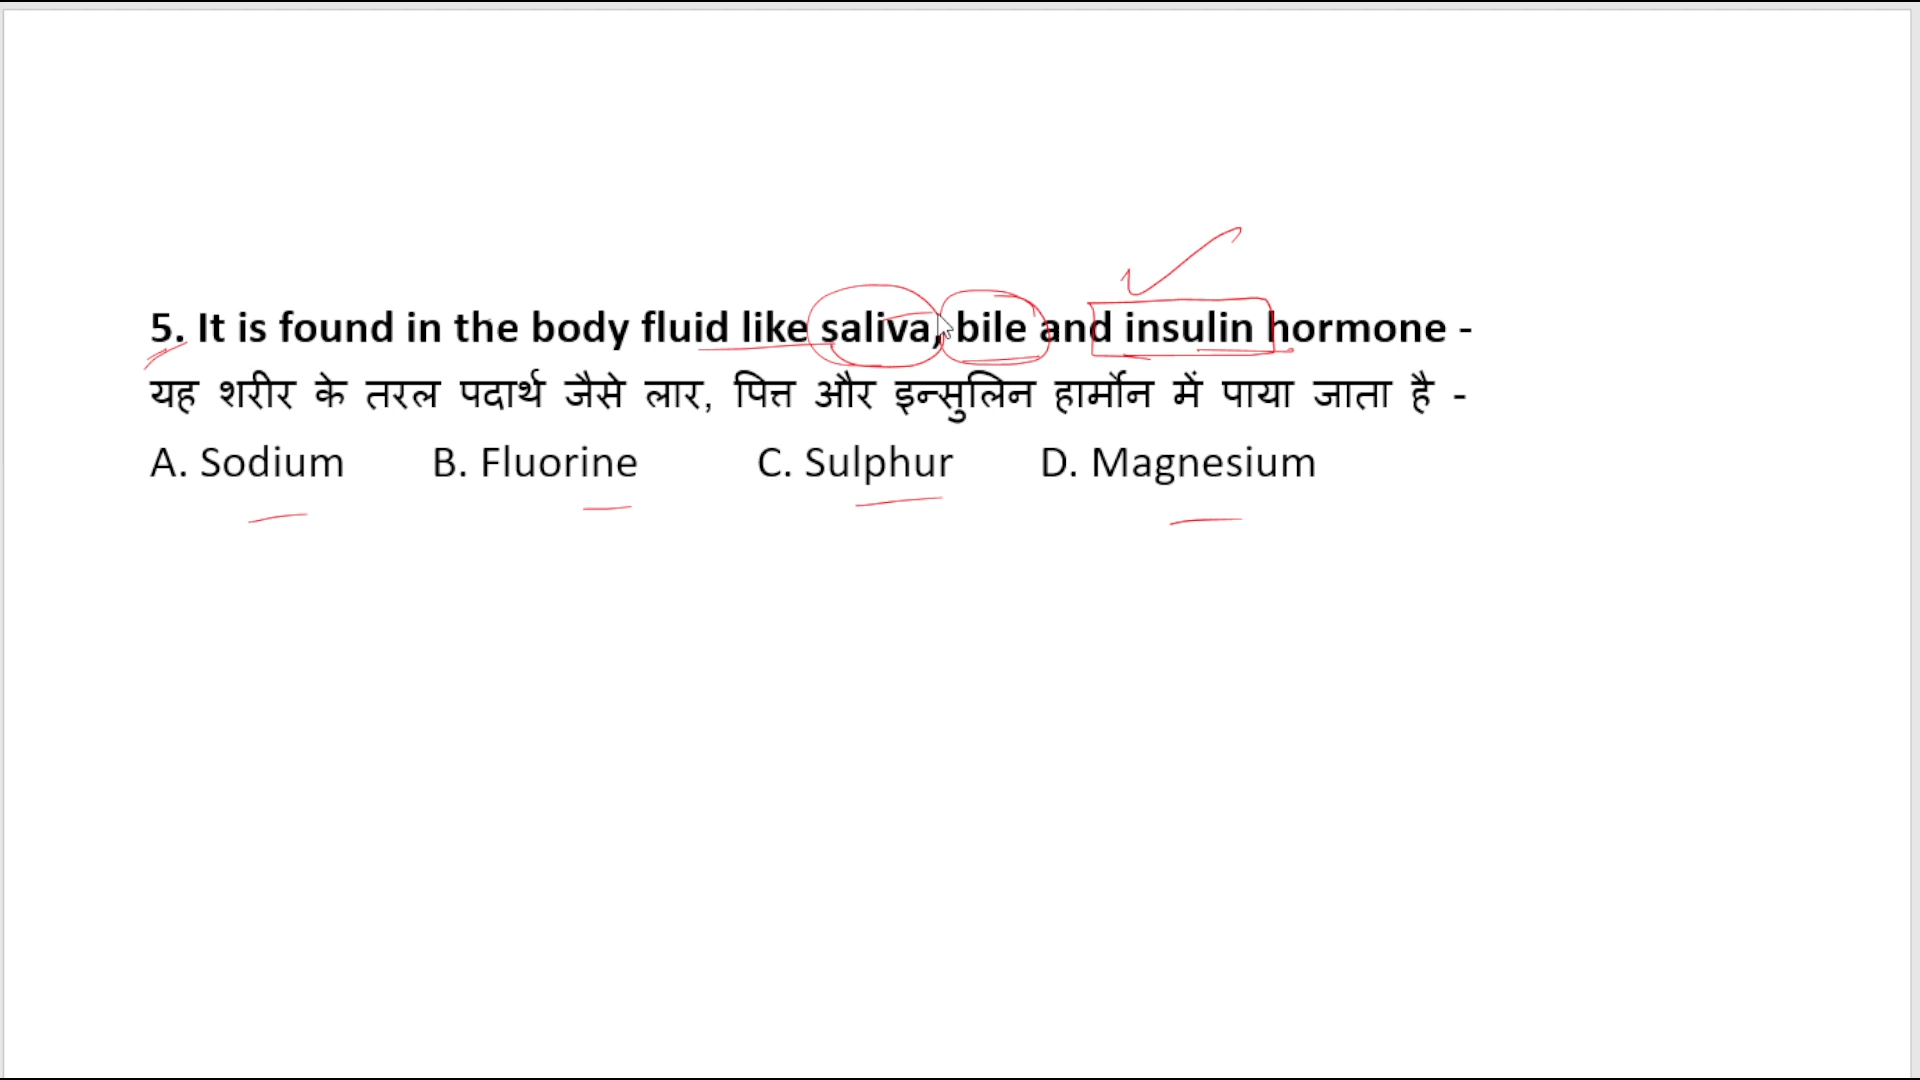 5. It is found in the body fluid like saliva, bile and insulin hormone -
यह शरीर के तरल पदार्थ जैसे लार, पित्त और इन्सुलिन हार्मोन में पाया जाता है -
A. Sodium B. Fluorine C. Sulphur D. Magnesium